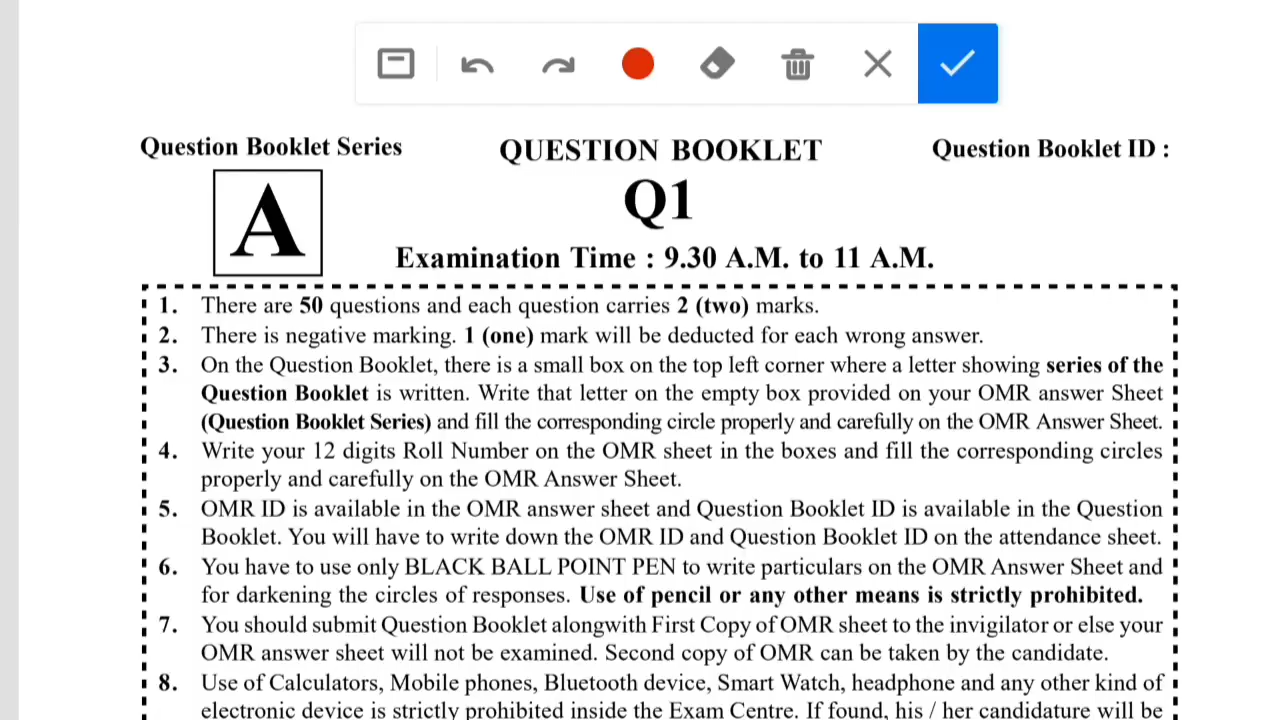 Question Booklet Series
QUESTION BOOKLET
Question Booklet ID :
A
Q1
Examination Time : 9.30 A.M. to 11 A.M.
1. There are 50 questions and each question carries 2 (two) marks.
2. There is negative marking. 1 (one) mark will be deducted for each wrong answer.
3. On the Question Booklet, there is a small box on the top left corner where a letter showing series of the
Question Booklet is written. Write that letter on the empty box provided on your OMR answer Sheet
(Question Booklet Series) and fill the corresponding circle properly and carefully on the OMR Answer Sheet.
4. Write your 12 digits Roll Number on the OMR sheet in the boxes and fill the corresponding circles
properly and carefully on the OMR Answer Sheet.
5. OMR ID is available in the OMR answer sheet and Question Booklet ID is available in the Question
Booklet. You will have to write down the OMR ID and Question Booklet ID on the attendance sheet.
6. You have to use only BLACK BALL POINT PEN to write particulars on the OMR Answer Sheet and
for darkening the circles of responses. Use of pencil or any other means is strictly prohibited.
7. You should submit Question Booklet alongwith First Copy of OMR sheet to the invigilator or else your
OMR answer sheet will not be examined. Second copy of OMR can be taken by the candidate.
8. Use of Calculators, Mobile phones, Bluetooth device, Smart Watch, headphone and any other kind of
electronic device is strictly prohibited inside the Exam Centre. If found, his / her candidature will be